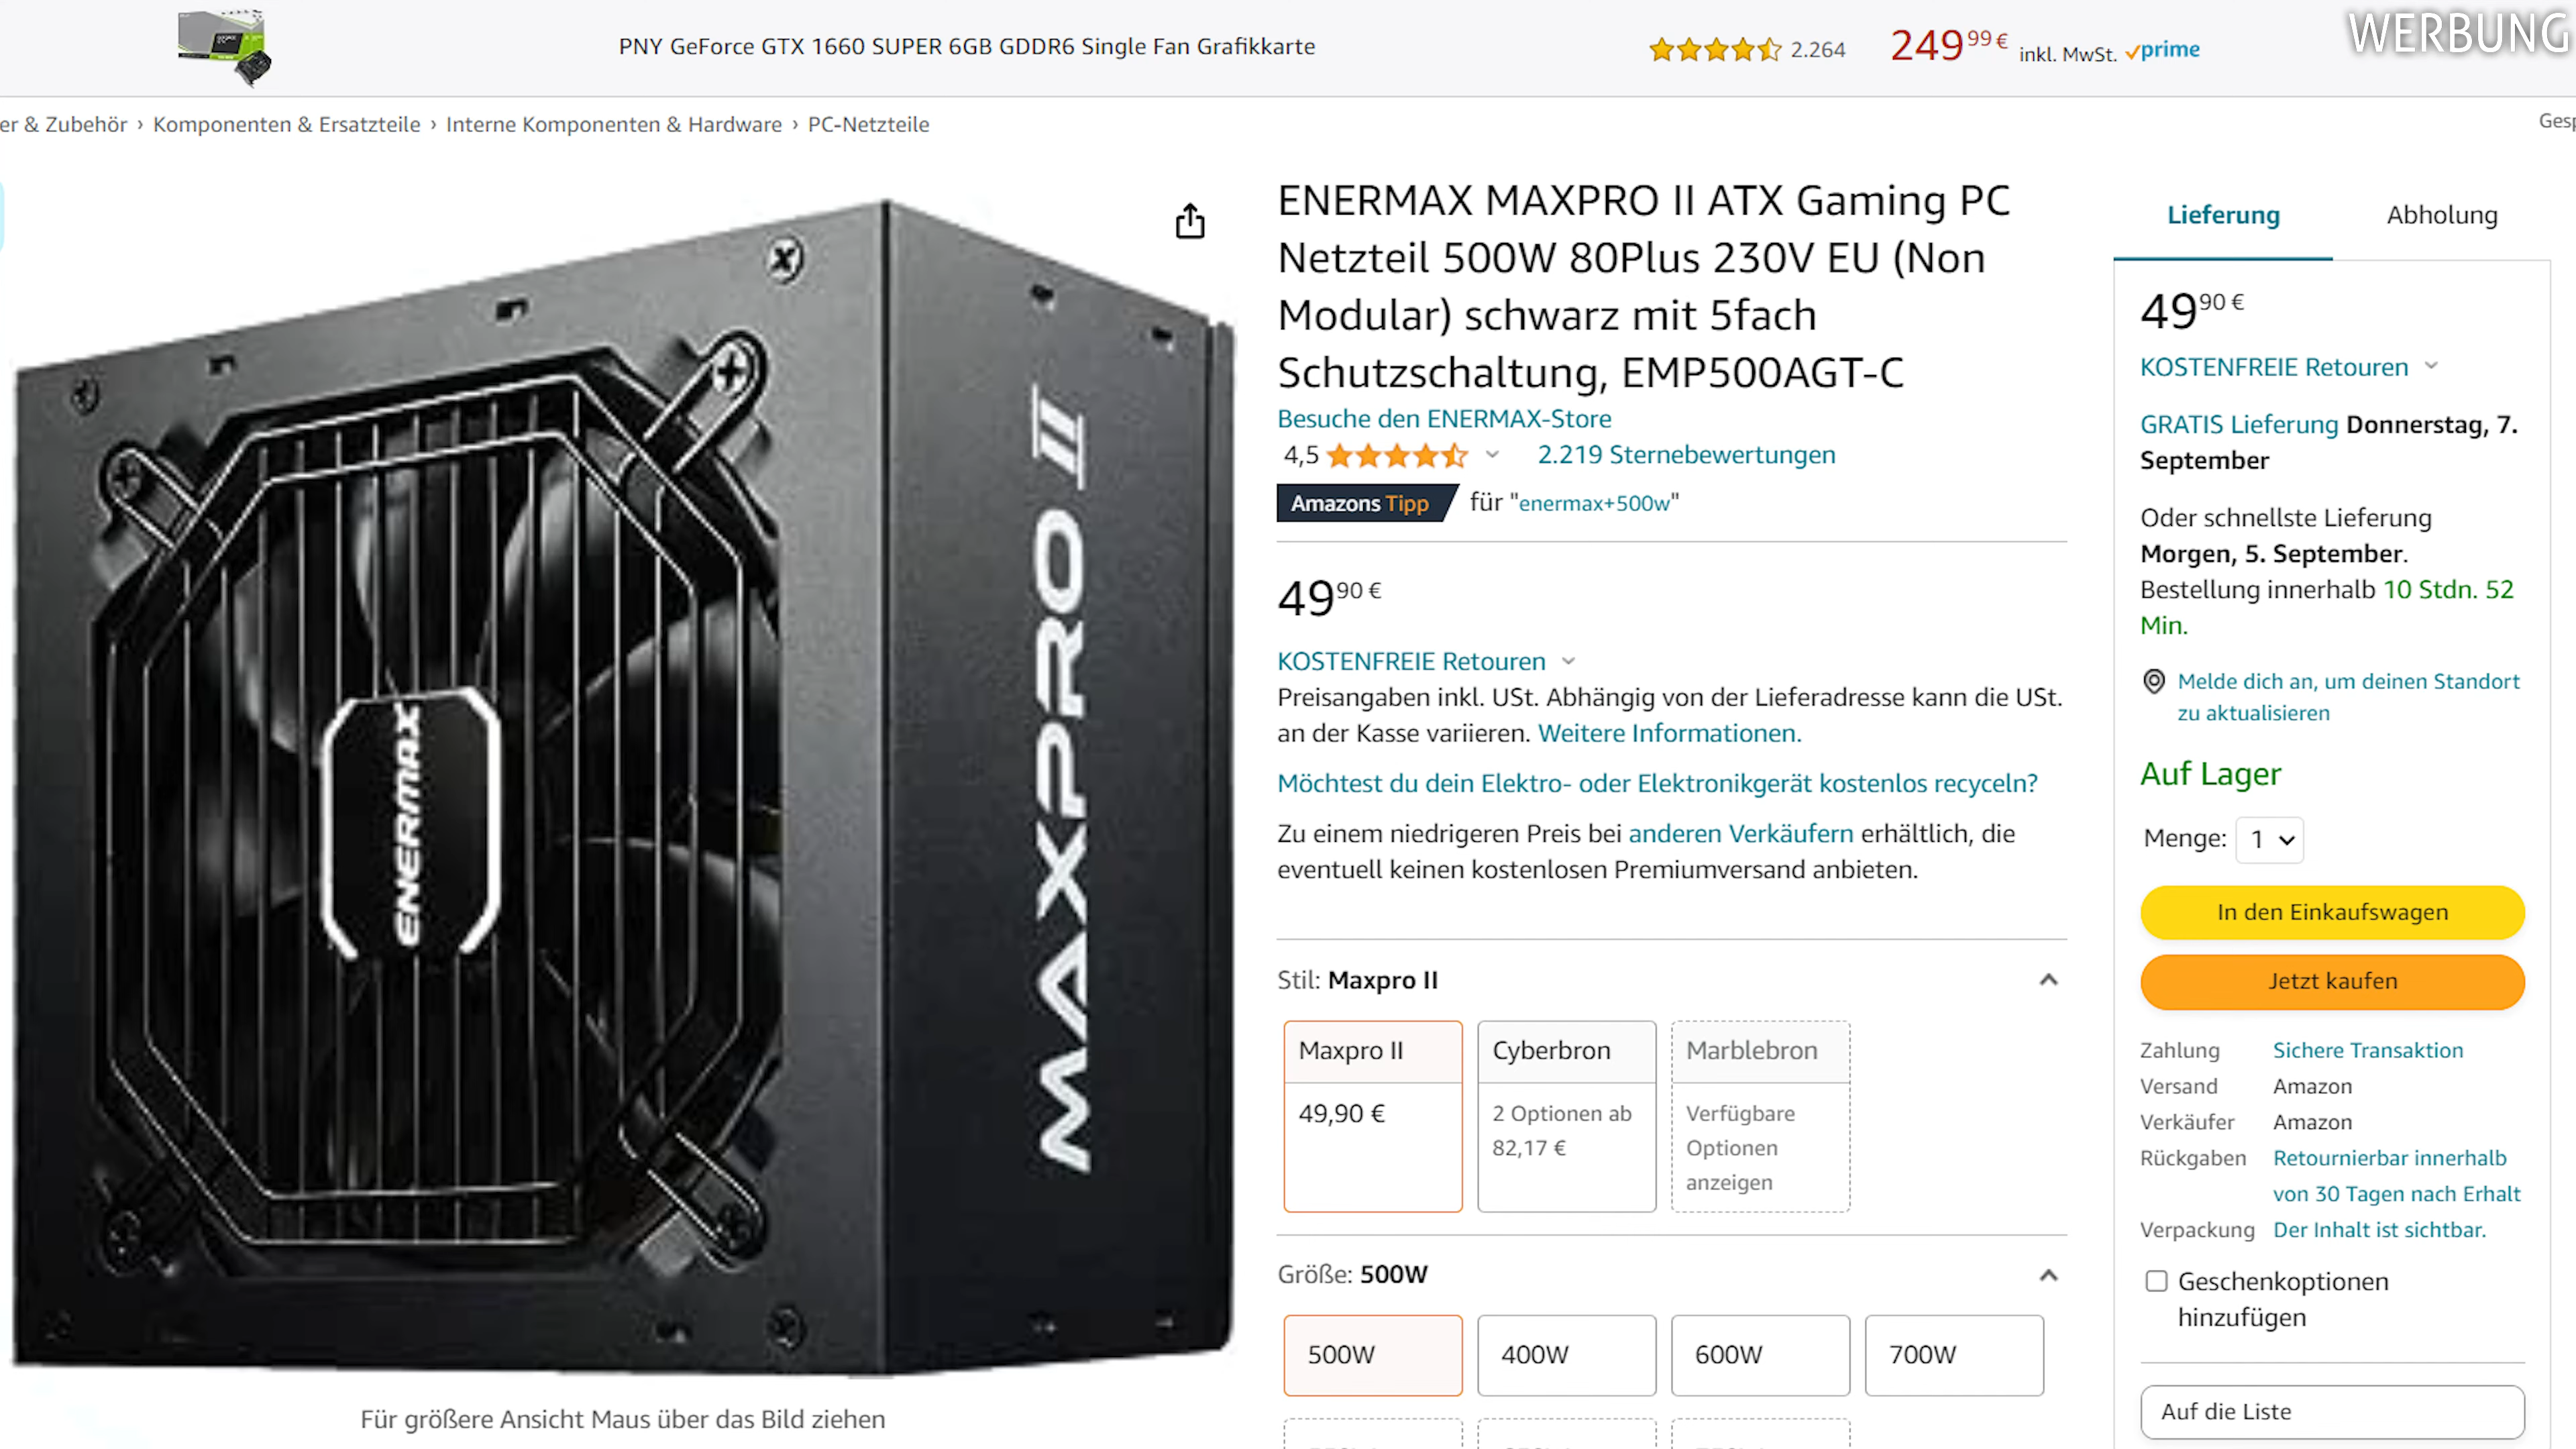 WERBUNG
PNY GeForce GTX 1660 SUPER 6GB GDDR6 Single Fan Grafikkarte
2.264
249 99 € inkl. MwSt. prime
er & Zubehör › Komponenten & Ersatzteile › Interne Komponenten & Hardware › PC-Netzteile
Gesp
ENERMAX
MAXPRO II
Für größere Ansicht Maus über das Bild ziehen
ENERMAX MAXPRO II ATX Gaming PC
Netzteil 500W 80Plus 230V EU (Non
Modular) schwarz mit 5fach
Schutzschaltung, EMP500AGT-C
Besuche den ENERMAX-Store
4,5 2.219 Sternebewertungen
Amazons Tipp für "enermax+500w"
49 90 €
KOSTENFREIE Retouren
Preisangaben inkl. USt. Abhängig von der Lieferadresse kann die USt.
an der Kasse variieren. Weitere Informationen.
Möchtest du dein Elektro- oder Elektronikgerät kostenlos recyceln?
Zu einem niedrigeren Preis bei anderen Verkäufern erhältlich, die
eventuell keinen kostenlosen Premiumversand anbieten.
Stil: Maxpro II
Maxpro II
49,90 €
Cyberbron
2 Optionen ab
82,17 €
Marblebron
Verfügbare
Optionen
anzeigen
Größe: 500W
500W
400W
600W
700W
Lieferung
Abholung
49 90 €
KOSTENFREIE Retouren
GRATIS Lieferung Donnerstag, 7.
September
Oder schnellste Lieferung
Morgen, 5. September.
Bestellung innerhalb 10 Stdn. 52
Min.
Melde dich an, um deinen Standort
zu aktualisieren
Auf Lager
Menge: 1
In den Einkaufswagen
Jetzt kaufen
Zahlung Sichere Transaktion
Versand Amazon
Verkäufer Amazon
Rückgaben Retournierbar innerhalb
von 30 Tagen nach Erhalt
Verpackung Der Inhalt ist sichtbar.
Geschenkoptionen
hinzufügen
Auf die Liste